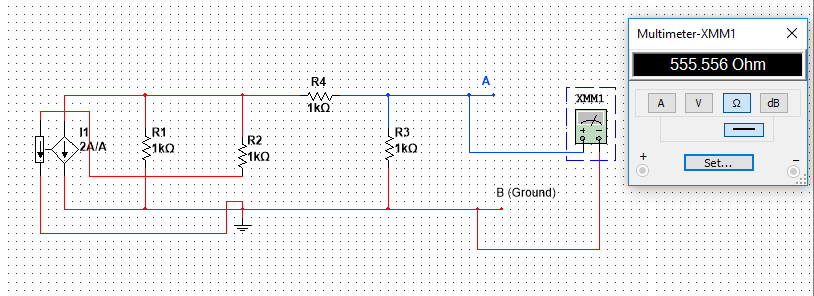 Multimeter-XMM1
555.556 Ohm
A V Ω dB
+ Set... -
A
R4
1kΩ
XMM1
I1
2A/A
R1
1kΩ
R2
1kΩ
R3
1kΩ
B (Ground)